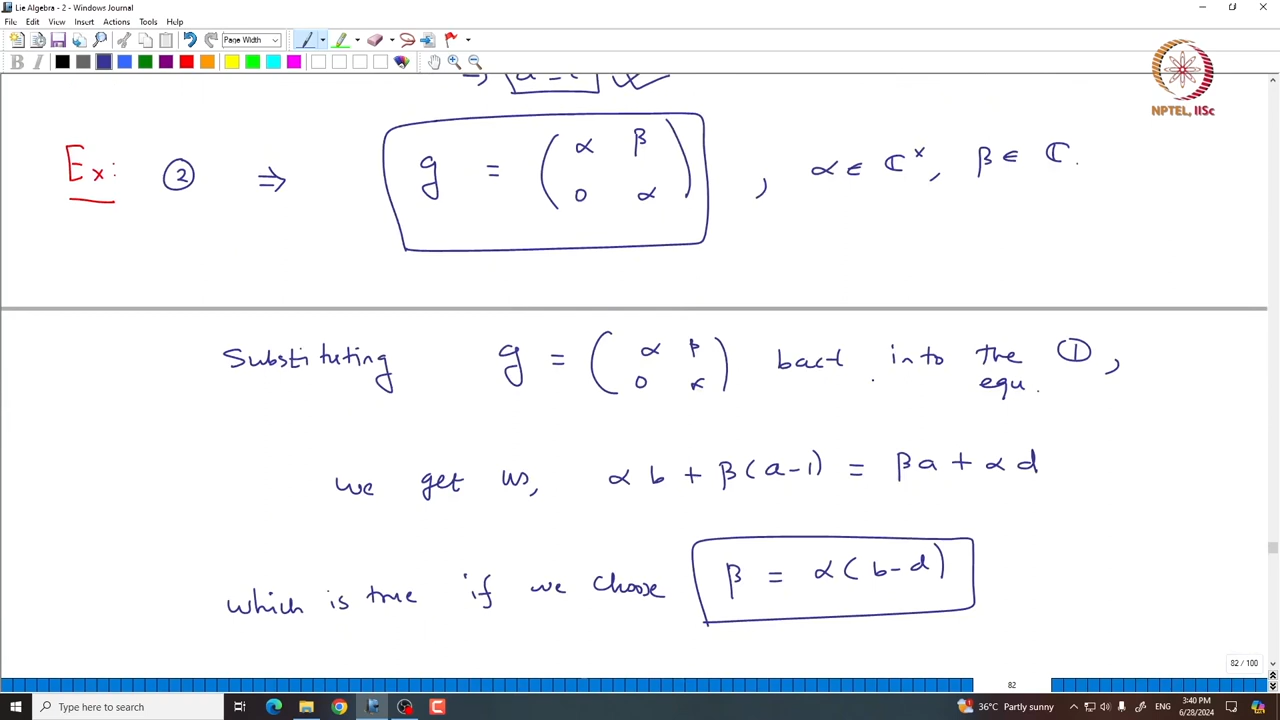 Lie Algebra - 2 - Windows Journal
File Edit View Insert Actions Tools Help
Page Width
B I
NPTEL, IISc
Ex: ② ⇒ g = ( α β ; 0 α ) , α ∈ ℂ^×, β ∈ ℂ.
Substituting g = ( α β ; 0 α ) bact into the ① ,
equ.
we get us, α b + β(a-1) = β a + α d
which is true if we choose β = α( b-d )
82 / 100
82
Type here to search
36°C Partly sunny
ENG
3:40 PM
6/28/2024